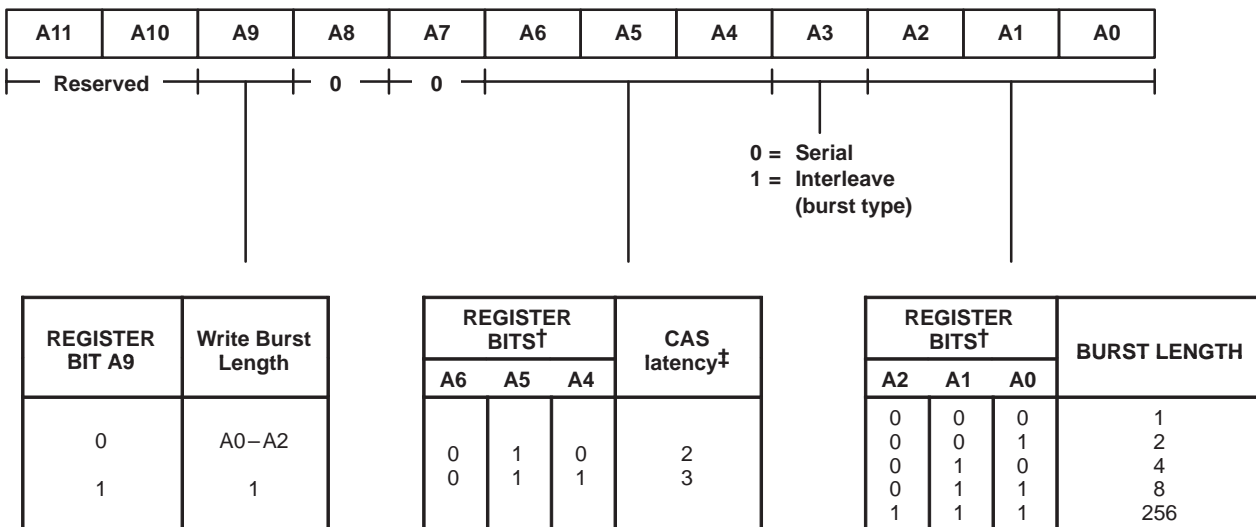 A11 A10 A9 A8 A7 A6 A5 A4 A3 A2 A1 A0
Reserved 0 0
0 = Serial
1 = Interleave
(burst type)
REGISTER
BIT A9
Write Burst
Length
0 A0–A2
1 1
REGISTER
BITS†
CAS
latency‡
A6 A5 A4
0 1 0 2
0 1 1 3
REGISTER
BITS†
BURST LENGTH
A2 A1 A0
0 0 0 1
0 0 1 2
0 1 0 4
0 1 1 8
1 1 1 256